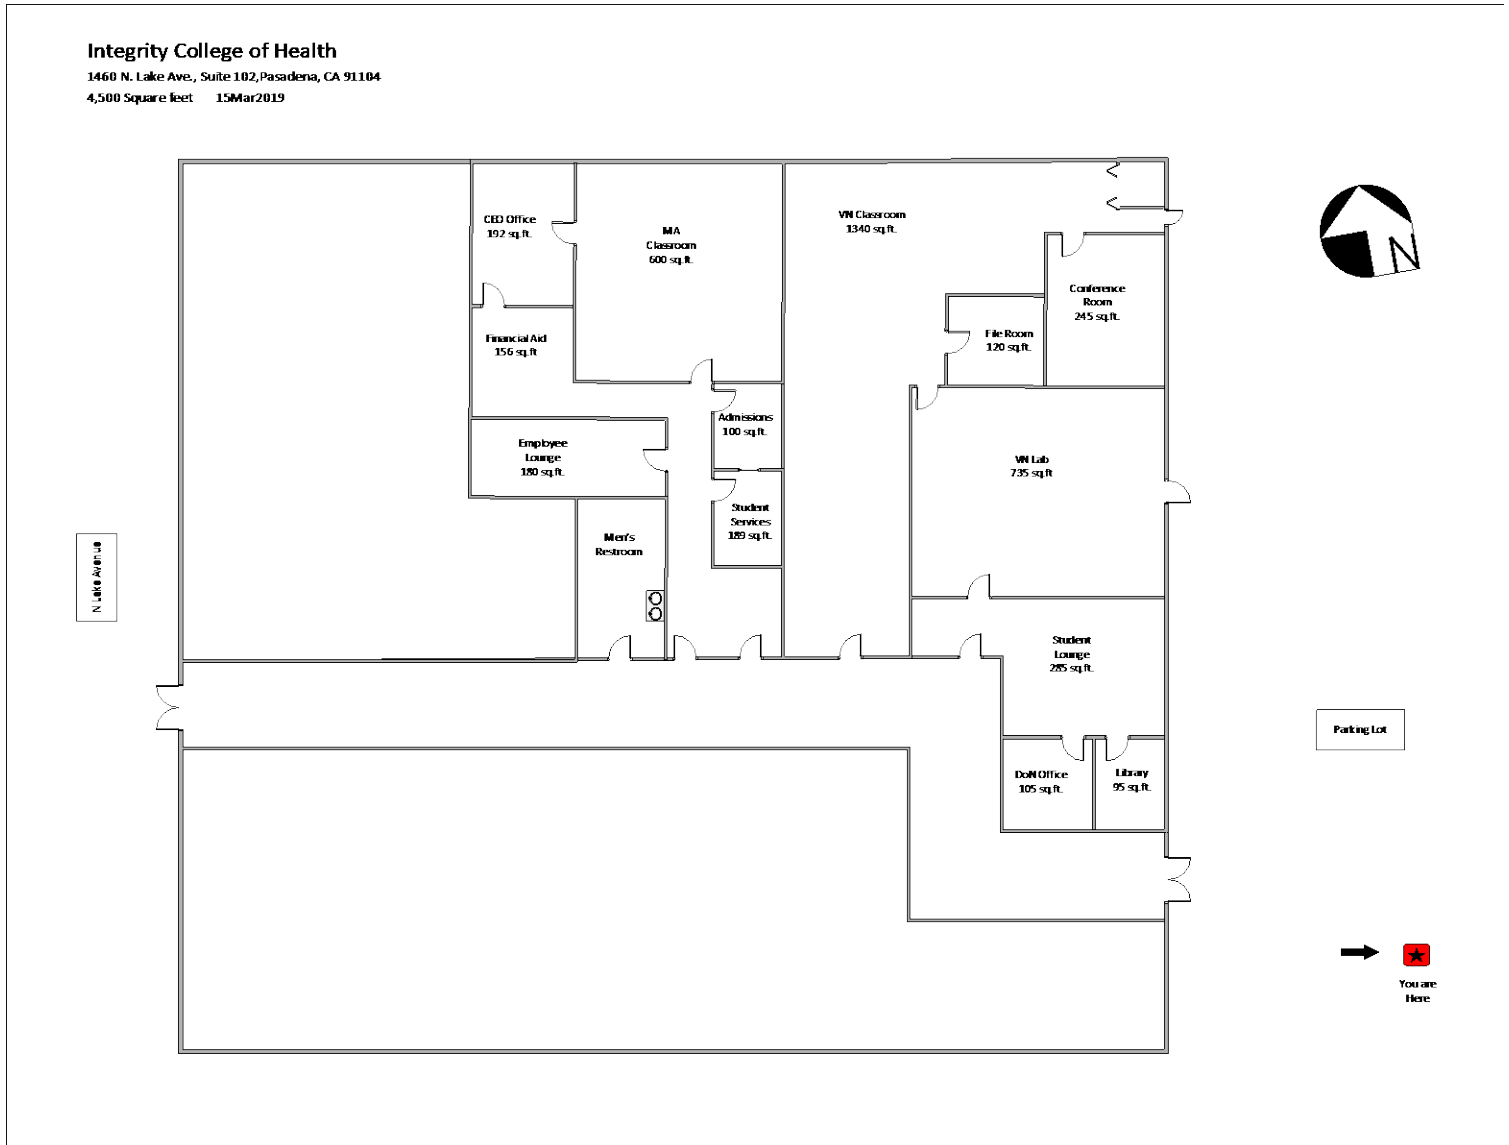 Integrity College of Health
1460 N. Lake Ave., Suite 102,Pasadena, CA 91104
4,500 Square feet 15Mar2019
CEO Office
192 sq.ft.
MA
Classroom
600 sq.ft.
VN Classroom
1340 sq.ft.
N
Conference
Room
245 sq.ft.
File Room
120 sq.ft.
Financial Aid
156 sq.ft
Admissions
100 sq.ft.
Employee
Lounge
180 sq.ft.
VN Lab
735 sq.ft
Student
Services
189 sq.ft.
Men's
Restroom
N Lake Avenue
Student
Lounge
285 sq.ft.
Parking Lot
DoN Office
105 sq.ft.
Library
95 sq.ft.
You are
Here